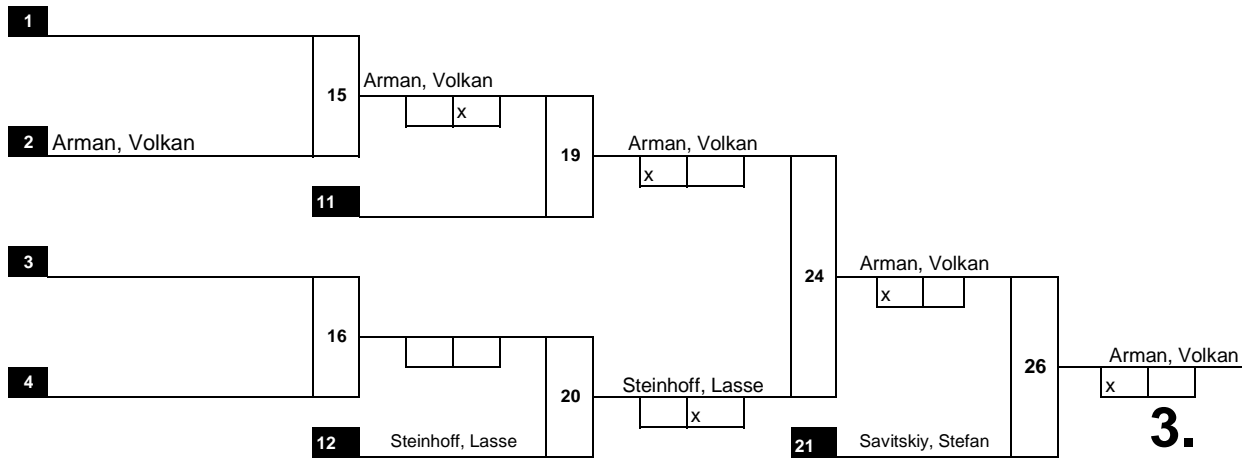 1
Arman, Volkan
15
x
2 Arman, Volkan
Arman, Volkan
19
x
11
3
Arman, Volkan
24
x
16
Arman, Volkan
26
x
4
Steinhoff, Lasse
20
x
3.
12 Steinhoff, Lasse
21 Savitskiy, Stefan